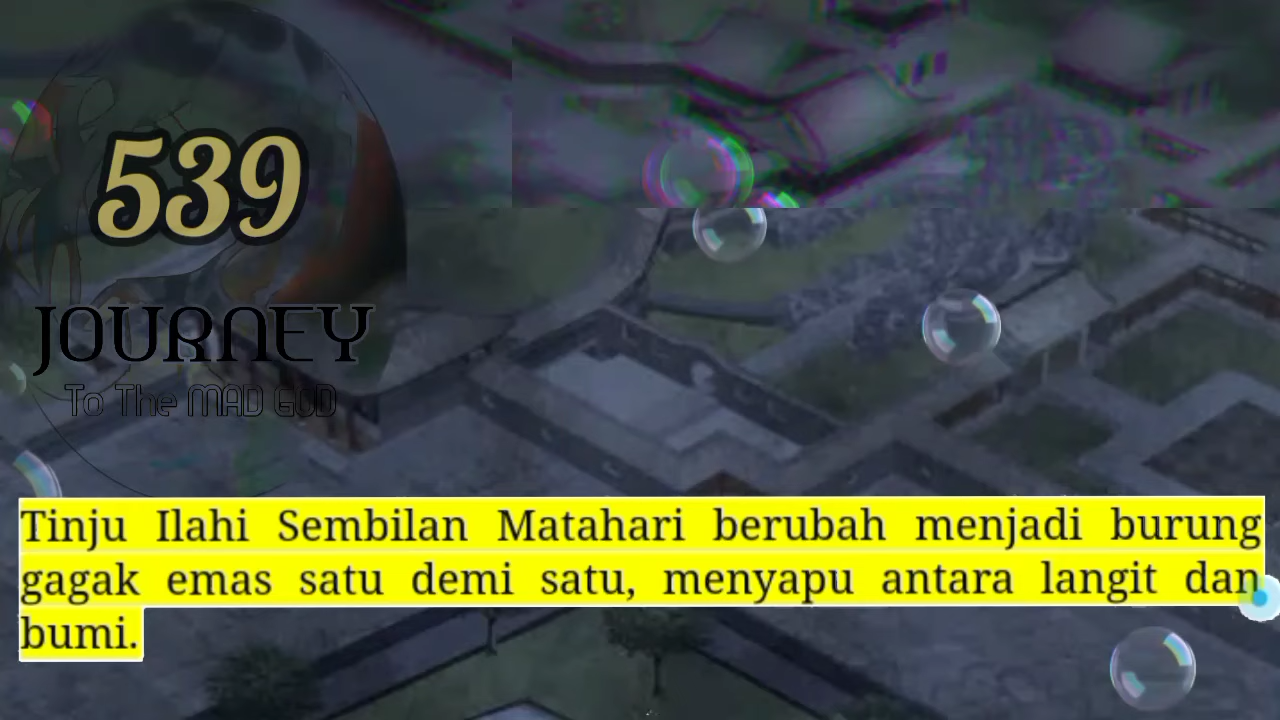 539
JOURNEY
To The MAD GOD
Tinju Ilahi Sembilan Matahari berubah menjadi burung
gagak emas satu demi satu, menyapu antara langit dan
bumi.